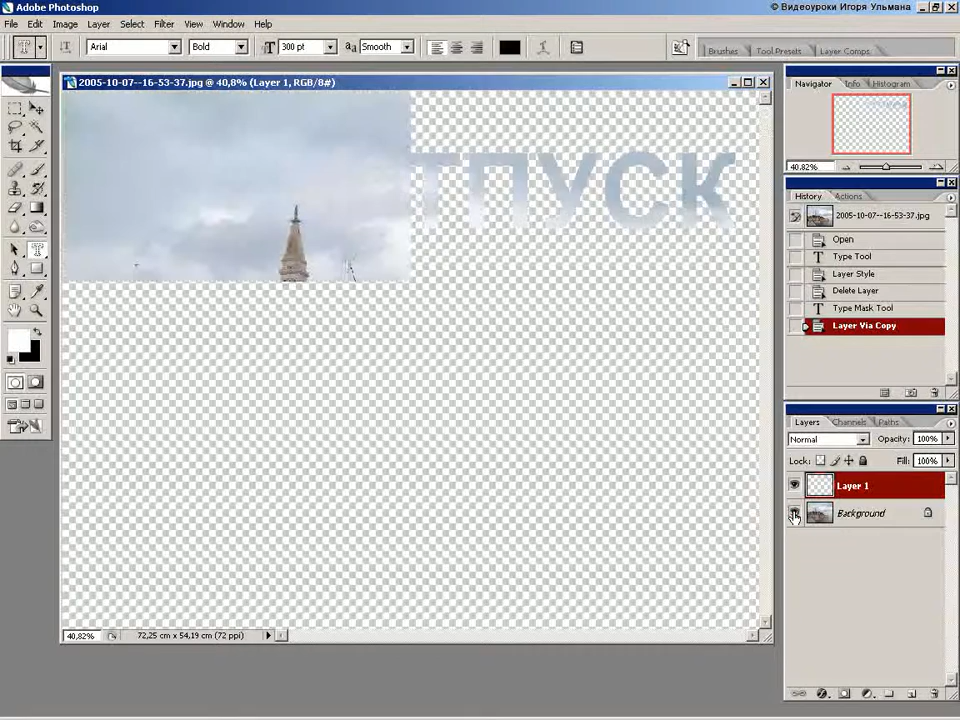 Adobe Photoshop
© Видеоуроки Игоря Ульмана
File Edit Image Layer Select Filter View Window Help
Arial Bold 300 pt aa Smooth Brushes Tool Presets Layer Comps
2005-10-07--16-53-37.jpg @ 40,8% (Layer 1, RGB/8#)
ТПУСК
Navigator Info Histogram
40.82%
History Actions
2005-10-07--16-53-37.jpg
Open
Type Tool
Layer Style
Delete Layer
Type Mask Tool
Layer Via Copy
Layers Channels Paths
Normal Opacity: 100%
Lock: Fill: 100%
Layer 1
Background
40,82% 72,25 cm x 54,19 cm (72 ppi)